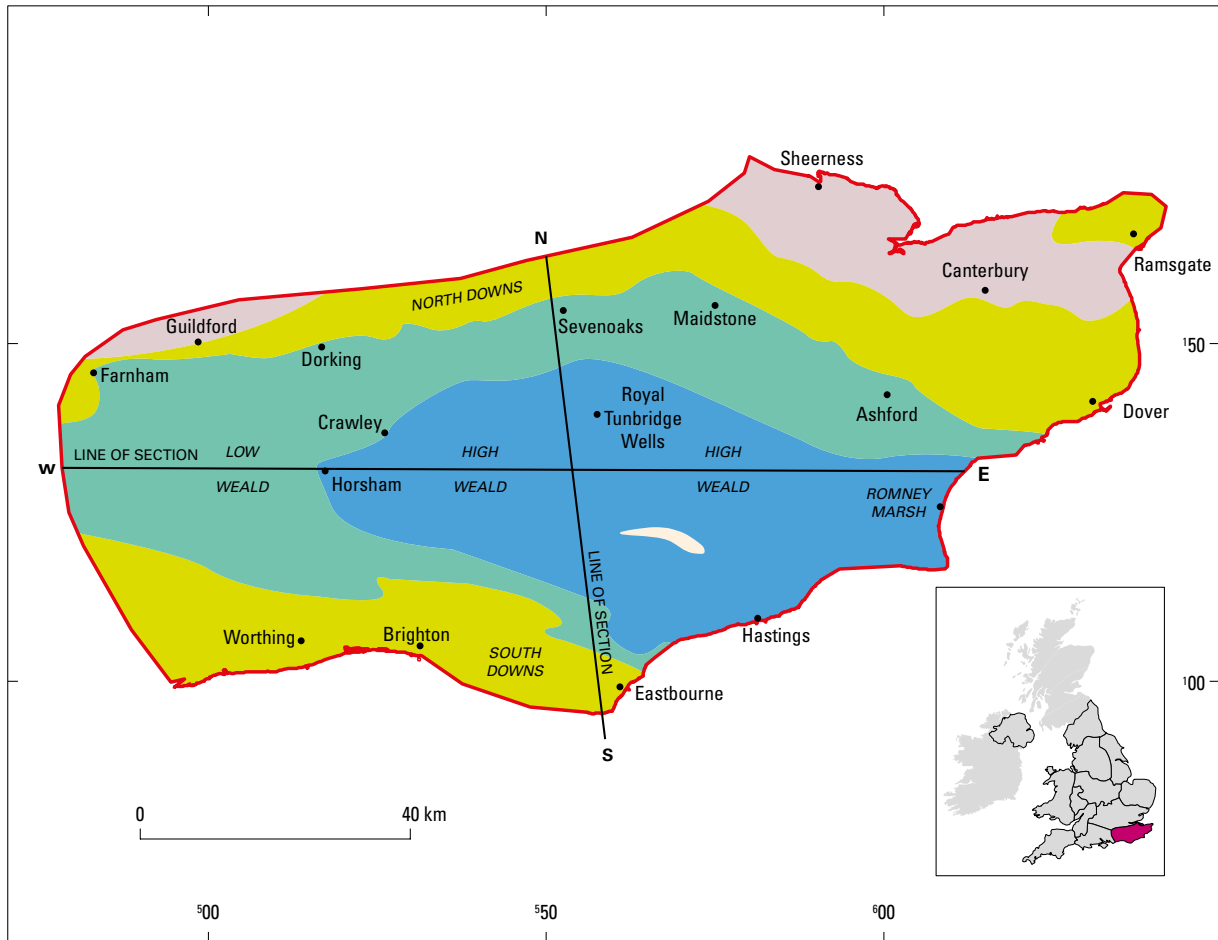 Sheerness
N
Canterbury
Ramsgate
NORTH DOWNS
Guildford
Sevenoaks
Maidstone
Dorking
¹50
Farnham
Royal
Tunbridge
Wells
Ashford
Dover
Crawley
W
LINE OF SECTION
LOW
WEALD
HIGH
WEALD
HIGH
WEALD
E
Horsham
ROMNEY
MARSH
LINE OF SECTION
Hastings
Worthing
Brighton
SOUTH
DOWNS
Eastbourne
¹00
S
0
40 km
⁵00
⁵50
⁶00